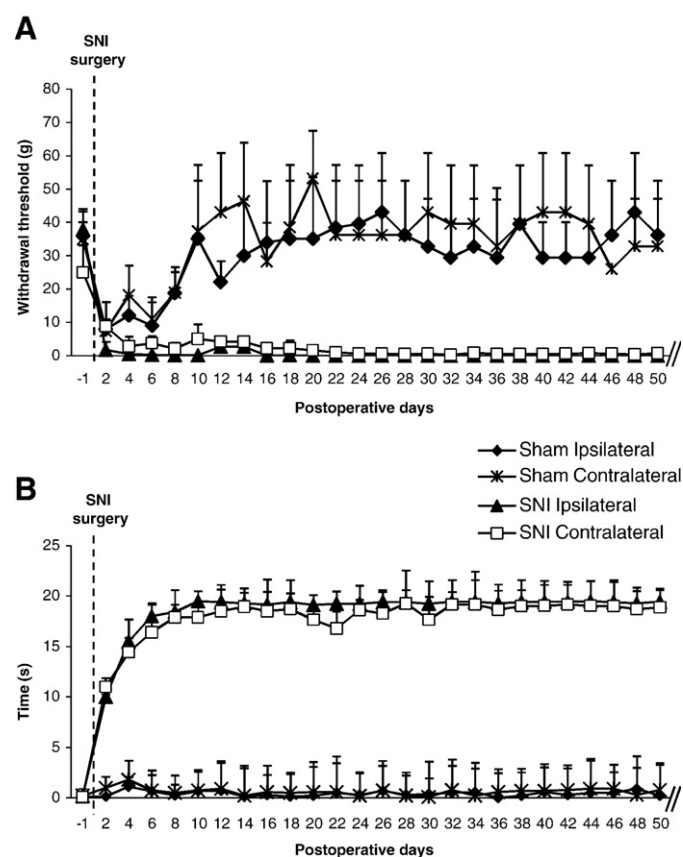 A
SNI
surgery
80
70
60
50
40
30
20
10
0
Withdrawal threshold (g)
-1 2 4 6 8 10 12 14 16 18 20 22 24 26 28 30 32 34 36 38 40 42 44 46 48 50
Postoperative days
Sham Ipsilateral
Sham Contralateral
SNI Ipsilateral
SNI Contralateral
B
SNI
surgery
25
20
15
10
5
0
Time (s)
-1 2 4 6 8 10 12 14 16 18 20 22 24 26 28 30 32 34 36 38 40 42 44 46 48 50
Postoperative days